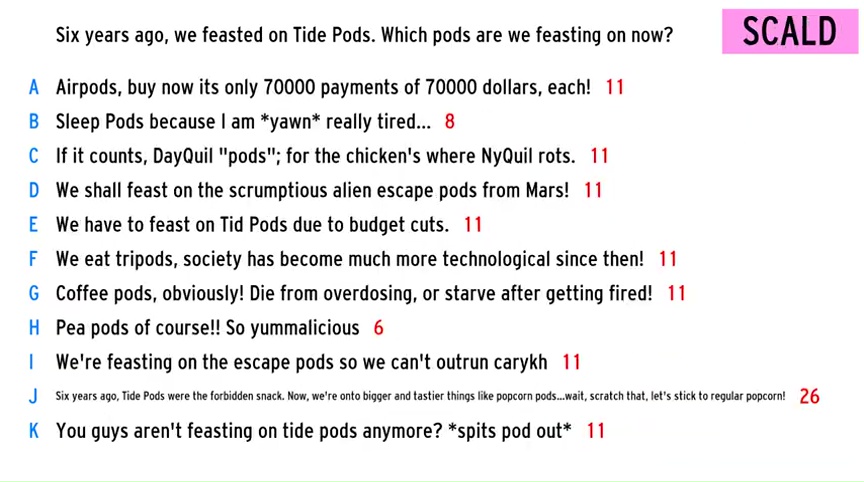 Six years ago, we feasted on Tide Pods. Which pods are we feasting on now?
SCALD
A Airpods, buy now its only 70000 payments of 70000 dollars, each! 11
B Sleep Pods because I am *yawn* really tired... 8
C If it counts, DayQuil "pods"; for the chicken's where NyQuil rots. 11
D We shall feast on the scrumptious alien escape pods from Mars! 11
E We have to feast on Tid Pods due to budget cuts. 11
F We eat tripods, society has become much more technological since then! 11
G Coffee pods, obviously! Die from overdosing, or starve after getting fired! 11
H Pea pods of course!! So yummalicious 6
I We're feasting on the escape pods so we can't outrun carykh 11
J Six years ago, Tide Pods were the forbidden snack. Now, we're onto bigger and tastier things like popcorn pods...wait, scratch that, let's stick to regular popcorn! 26
K You guys aren't feasting on tide pods anymore? *spits pod out* 11